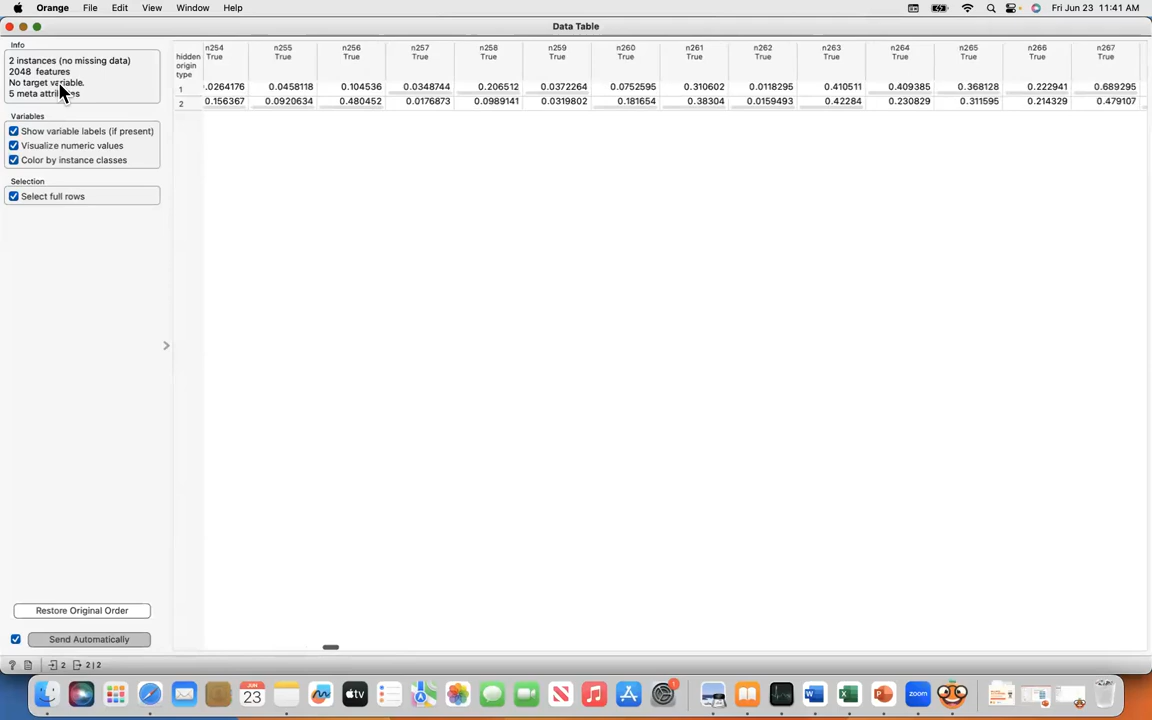 Orange File Edit View Window Help Fri Jun 23 11:41 AM
Data Table
Info
2 instances (no missing data)
2048 features
No target variable.
5 meta
Variables
Show variable labels (if present)
Visualize numeric values
Color by instance classes
Selection
Select full rows
n254 n255 n256 n257 n258 n259 n260 n261 n262 n263 n264 n265 n266 n267
hidden True True True True True True True True True True True True True True
origin
type
1 .0264176 0.0458118 0.104536 0.0348744 0.206512 0.0372264 0.0752595 0.310602 0.0118295 0.410511 0.409385 0.368128 0.222941 0.689295
2 0.156367 0.0920634 0.480452 0.0176873 0.0989141 0.0319802 0.181654 0.38304 0.0159493 0.42284 0.230829 0.311595 0.214329 0.479107
Restore Original Order
Send Automatically
? 2 2|2
JUN
23
tv
1
W X P zoom